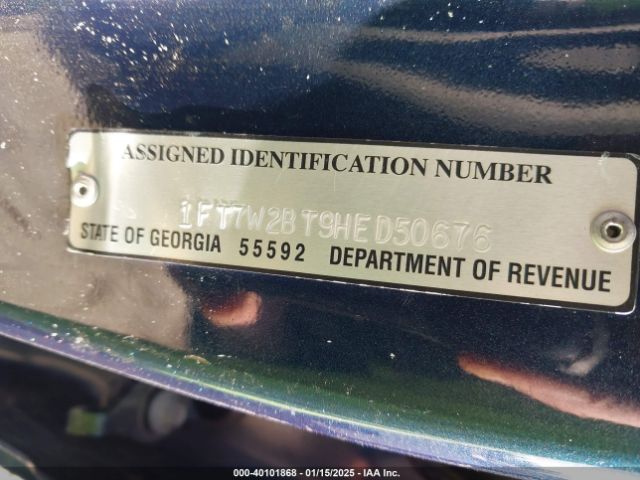 ASSIGNED IDENTIFICATION NUMBER
1FT7W2BT9HED50676
STATE OF GEORGIA 55592 DEPARTMENT OF REVENUE
000-40101868 - 01/15/2025 - IAA Inc.